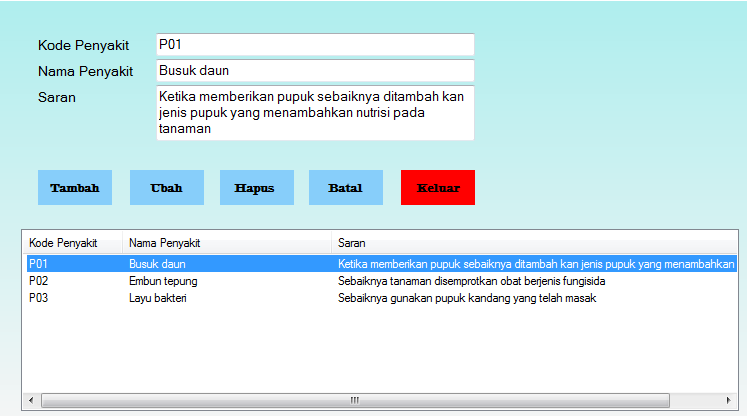 Kode Penyakit P01
Nama Penyakit Busuk daun
Saran Ketika memberikan pupuk sebaiknya ditambah kan
jenis pupuk yang menambahkan nutrisi pada
tanaman
Tambah Ubah Hapus Batal Keluar
Kode Penyakit Nama Penyakit Saran
P01 Busuk daun Ketika memberikan pupuk sebaiknya ditambah kan jenis pupuk yang menambahkan
P02 Embun tepung Sebaiknya tanaman disemprotkan obat berjenis fungisida
P03 Layu bakteri Sebaiknya gunakan pupuk kandang yang telah masak